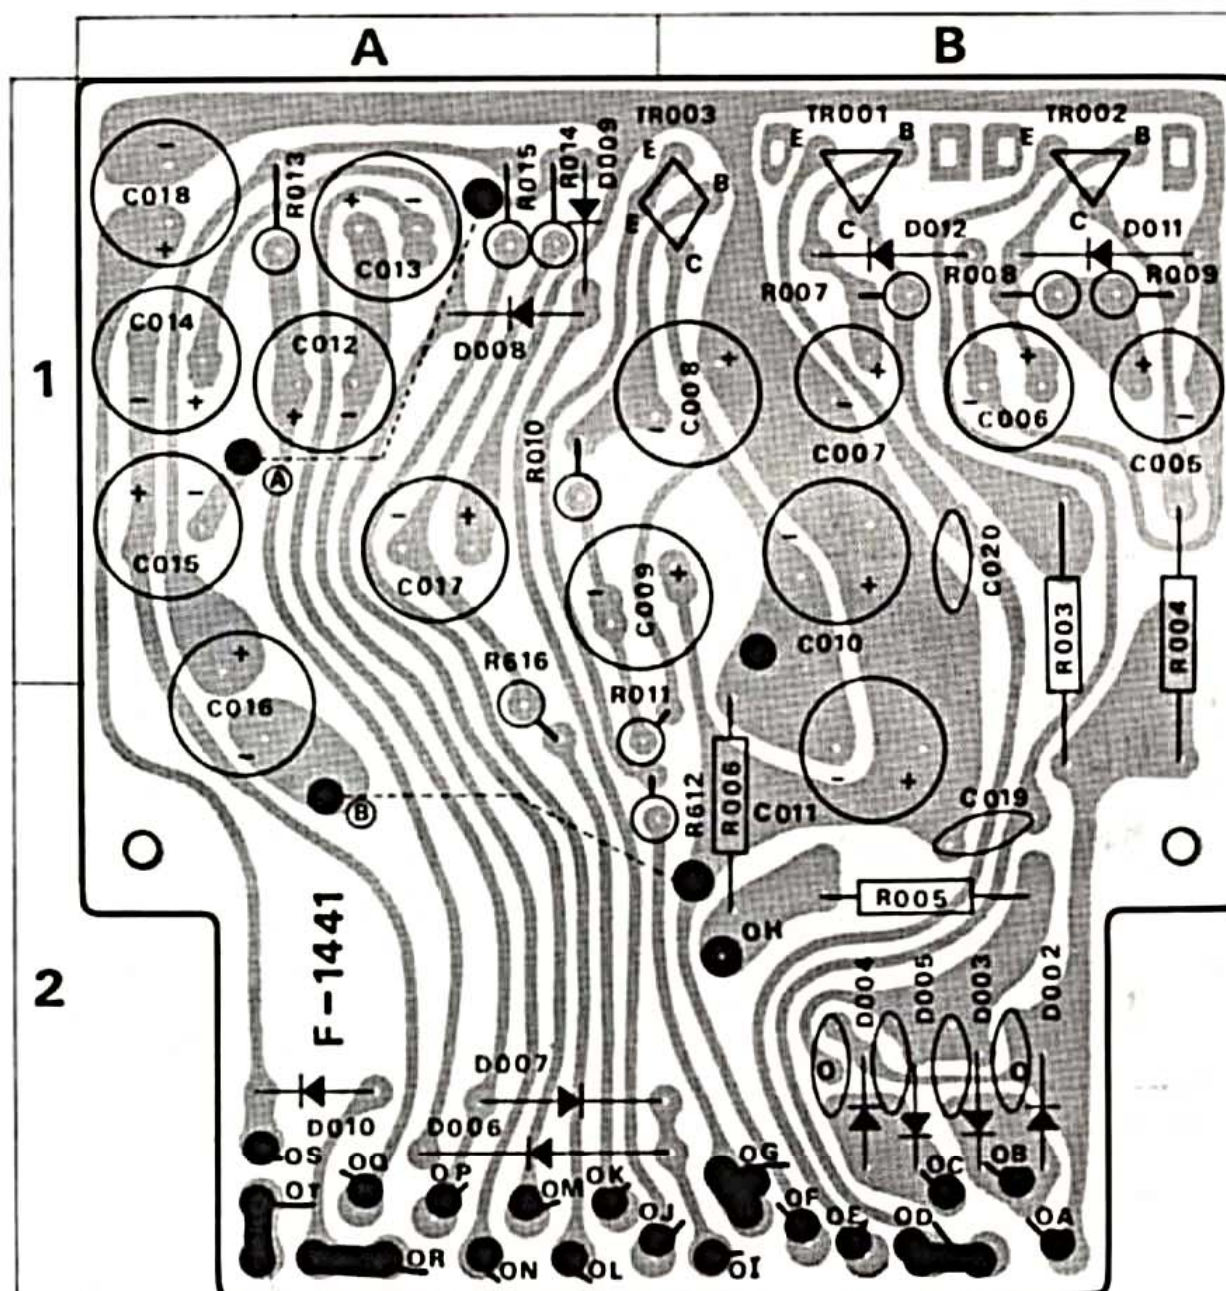 A B
TR003 TR001 TR002
E B E B E B
E C C C
C018 R013 C013 R015 R014 D009
- + + -
D012 D011
R007 R008 R009
C014 C012 D008 C008 C007 C006 C005
- + + - - + - + - + + -
1
R010
A
C015 C017 C009 C010 C020 R003 R004
+ - - + - + - +
C016 R616 R011 R612 R006 C011 C019
+ - - +
B
R005
OH
2
F-1441
D004 D005 D003 D002
D007
D010 D006
OS OQ OP OM OK OG OC OB
OT OJ OF OE OD OA
OR ON OL OI
O O